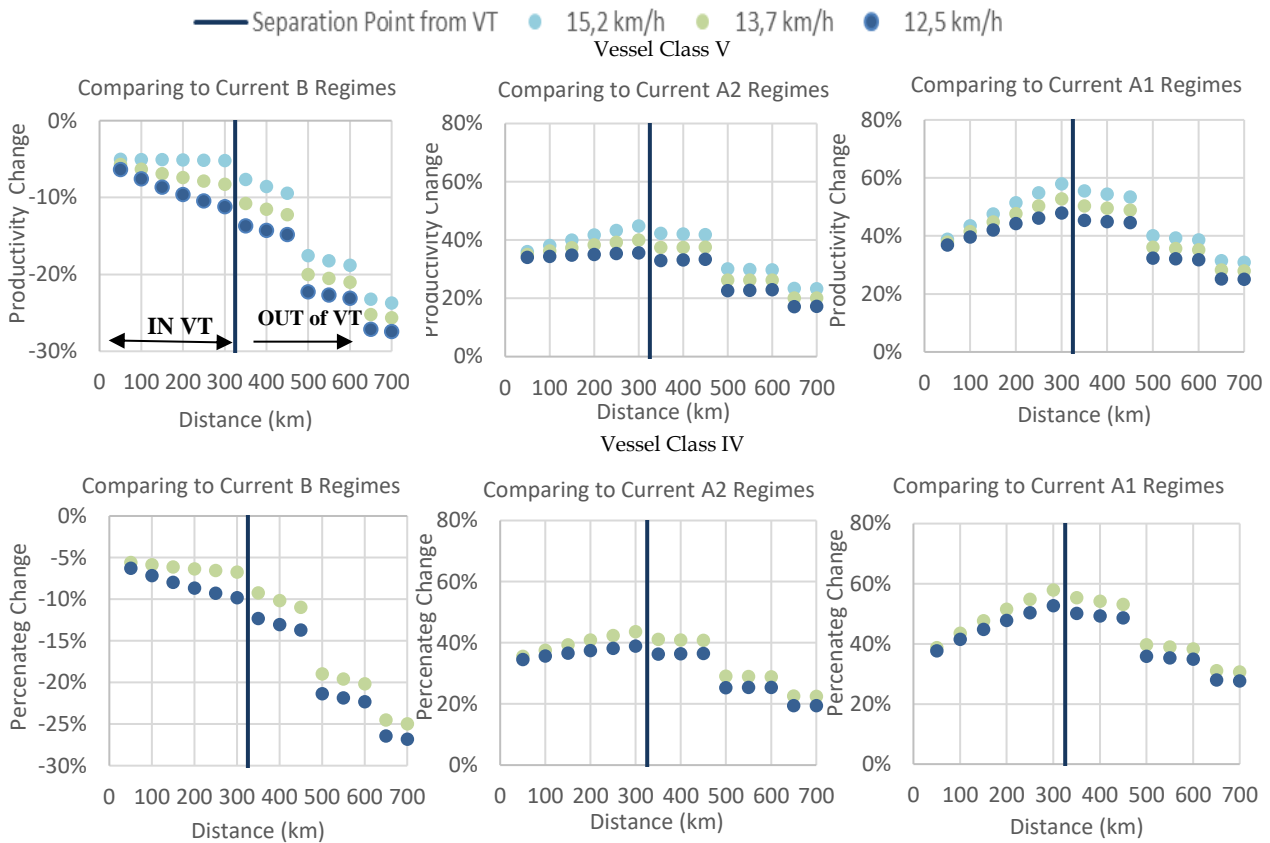 Separation Point from VT 15,2 km/h 13,7 km/h 12,5 km/h
Vessel Class V
Comparing to Current B Regimes
Productivity Change
0%
-10%
-20%
-30%
IN VT
OUT of VT
0 100 200 300 400 500 600 700
Distance (km)
Comparing to Current A2 Regimes
Productivity Change
80%
60%
40%
20%
0%
0 100 200 300 400 500 600 700
Distance (km)
Comparing to Current A1 Regimes
Productivity Change
80%
60%
40%
20%
0%
0 100 200 300 400 500 600 700
Distance (km)
Vessel Class IV
Comparing to Current B Regimes
Percenateg Change
0%
-5%
-10%
-15%
-20%
-25%
-30%
0 100 200 300 400 500 600 700
Distance (km)
Comparing to Current A2 Regimes
Percenateg Change
80%
60%
40%
20%
0%
0 100 200 300 400 500 600 700
Distance (km)
Comparing to Current A1 Regimes
Percenateg Change
80%
60%
40%
20%
0%
0 100 200 300 400 500 600 700
Distance (km)